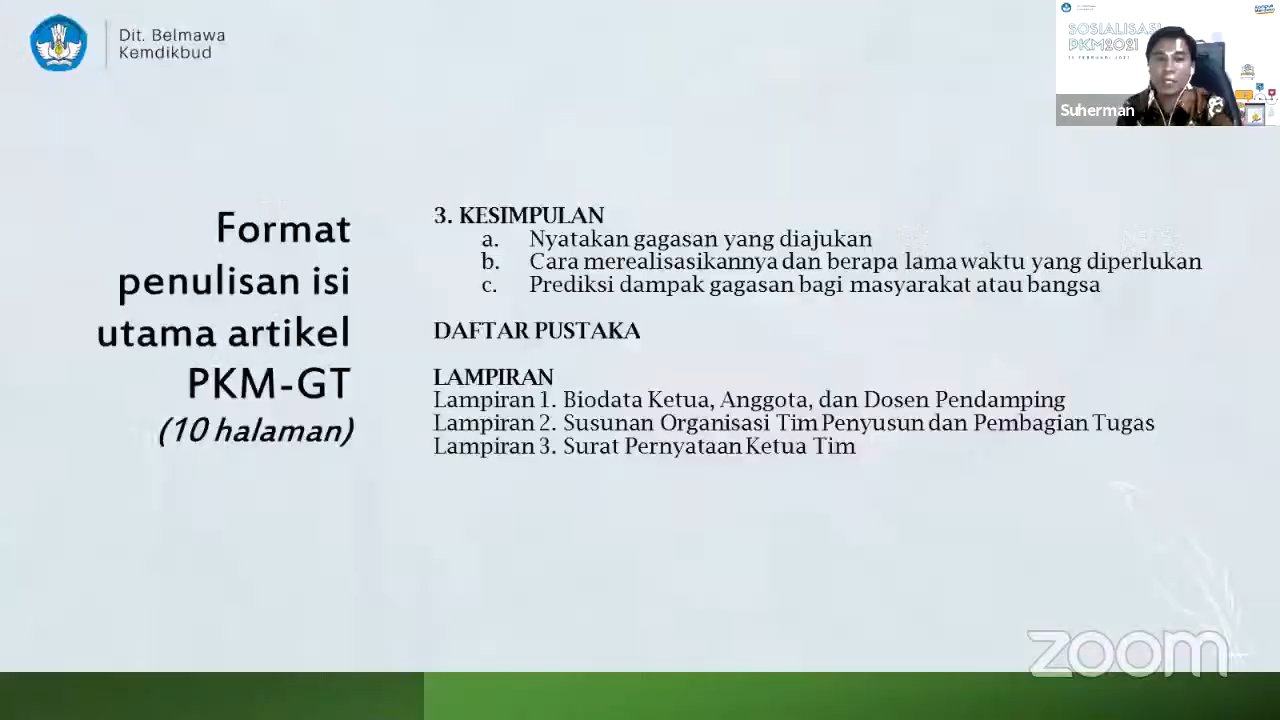 Dit. Belmawa
Kemdikbud
SOSIALISASI
PKM2021
Suherman
Format
penulisan isi
utama artikel
PKM-GT
(10 halaman)
3. KESIMPULAN
a. Nyatakan gagasan yang diajukan
b. Cara merealisasikannya dan berapa lama waktu yang diperlukan
c. Prediksi dampak gagasan bagi masyarakat atau bangsa
DAFTAR PUSTAKA
LAMPIRAN
Lampiran 1. Biodata Ketua, Anggota, dan Dosen Pendamping
Lampiran 2. Susunan Organisasi Tim Penyusun dan Pembagian Tugas
Lampiran 3. Surat Pernyataan Ketua Tim
zoom